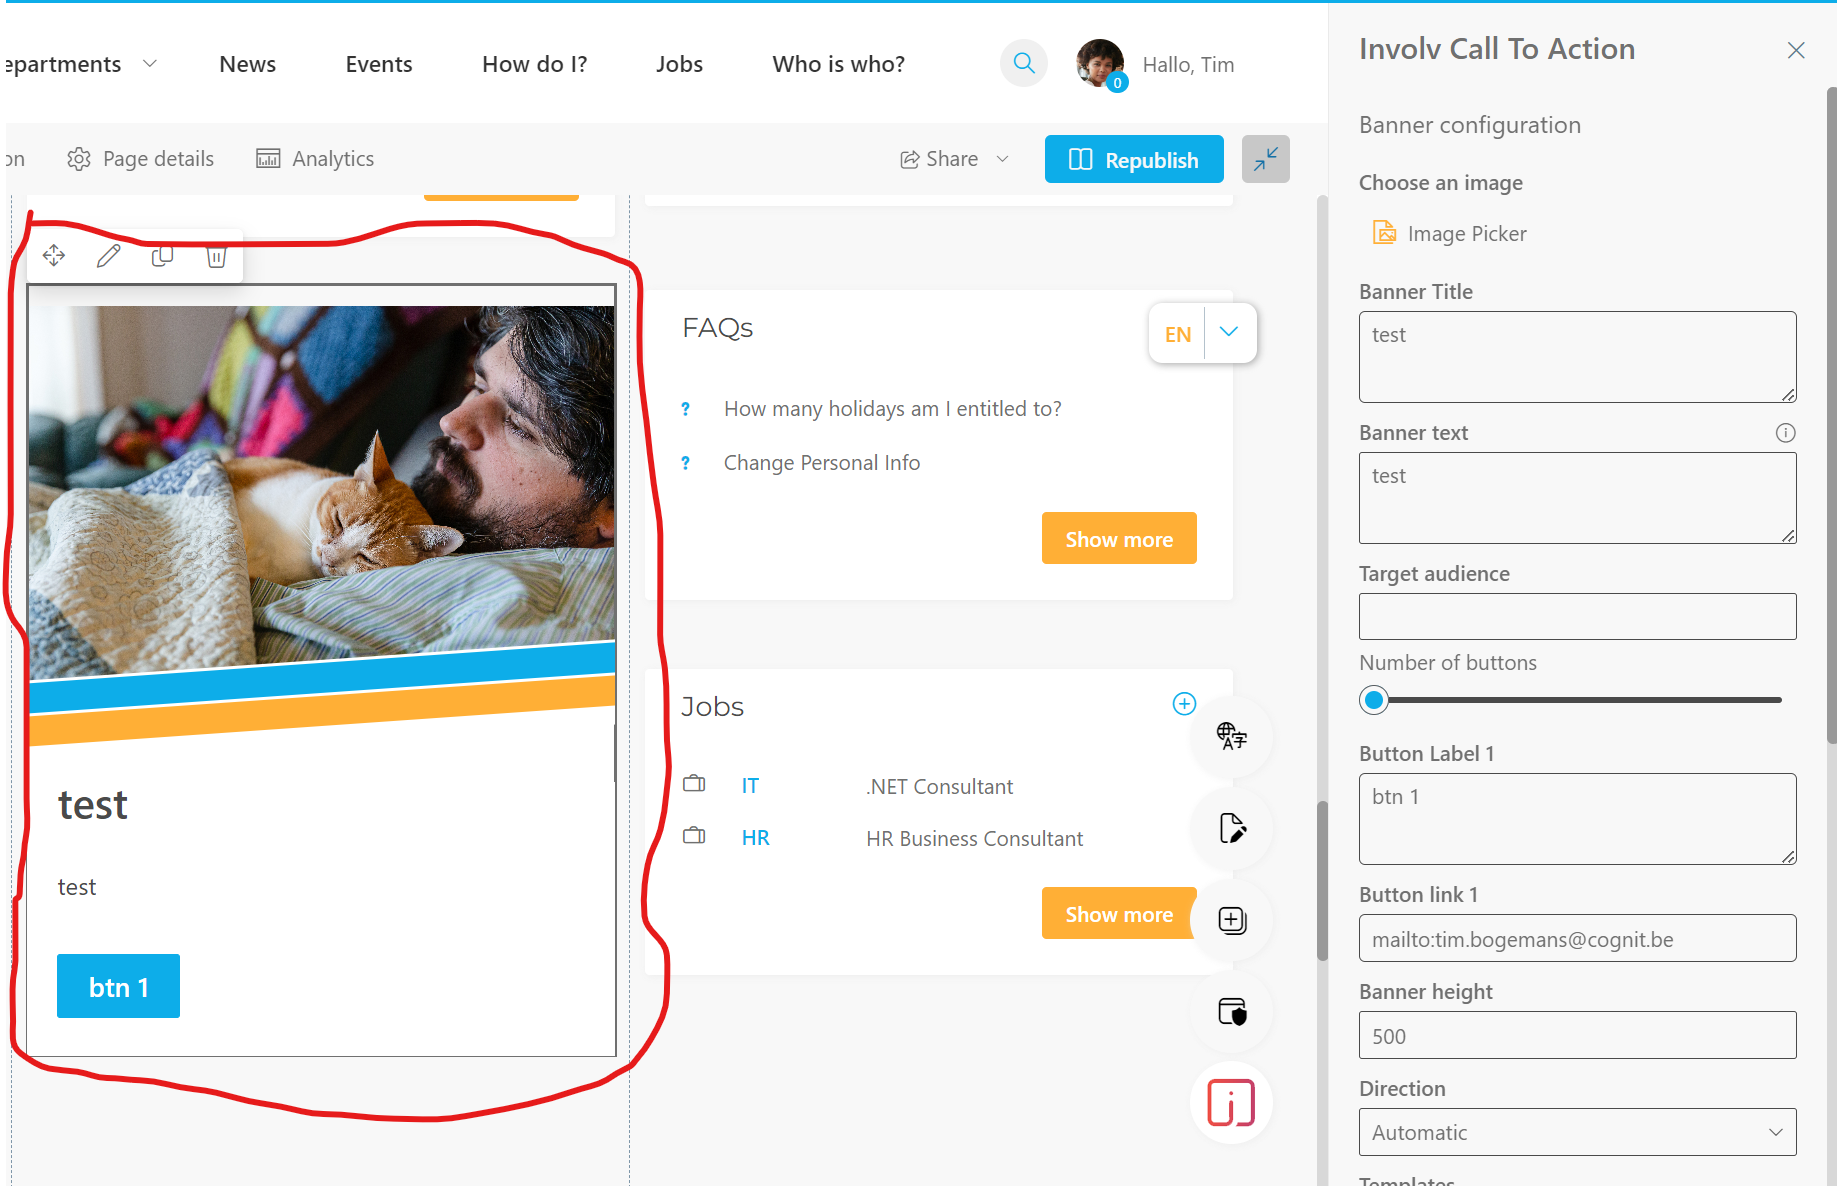 epartments
News
Events
How do I?
Jobs
Who is who?
0
Hallo, Tim
on
Page details
Analytics
Share
Republish
FAQs
EN
? How many holidays am I entitled to?
? Change Personal Info
Show more
Jobs
IT .NET Consultant
HR HR Business Consultant
Show more
A字
test
test
btn 1
Involv Call To Action
Banner configuration
Choose an image
Image Picker
Banner Title
test
Banner text
test
Target audience
Number of buttons
Button Label 1
btn 1
Button link 1
mailto:tim.bogemans@cognit.be
Banner height
500
Direction
Automatic
Templates